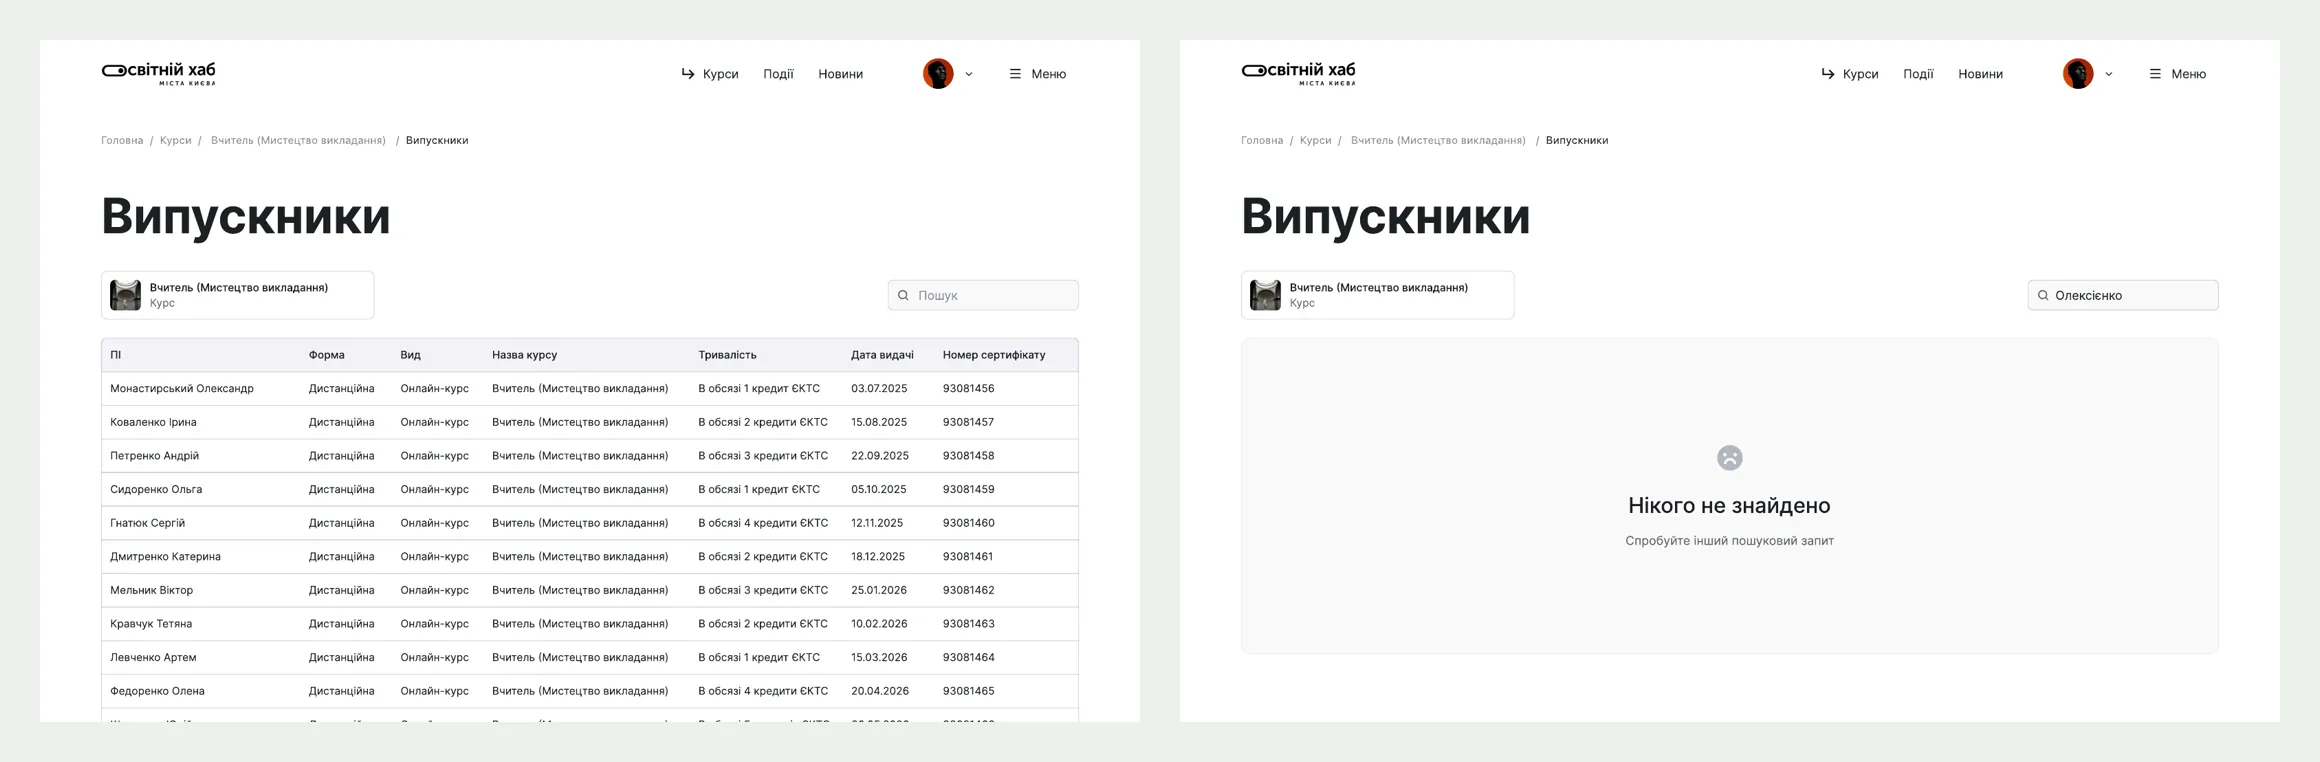 Освітній хаб
МІСТА КИЄВА
Курси Події Новини Меню
Головна / Курси / Вчитель (Мистецтво викладання) / Випускники
Випускники
Вчитель (Мистецтво викладання)
Курс
Пошук
ПІ Форма Вид Назва курсу Тривалість Дата видачі Номер сертифікату
Монастирський Олександр Дистанційна Онлайн-курс Вчитель (Мистецтво викладання) В обсязі 1 кредит ЄКТС 03.07.2025 93081456
Коваленко Ірина Дистанційна Онлайн-курс Вчитель (Мистецтво викладання) В обсязі 2 кредити ЄКТС 15.08.2025 93081457
Петренко Андрій Дистанційна Онлайн-курс Вчитель (Мистецтво викладання) В обсязі 3 кредити ЄКТС 22.09.2025 93081458
Сидоренко Ольга Дистанційна Онлайн-курс Вчитель (Мистецтво викладання) В обсязі 1 кредит ЄКТС 05.10.2025 93081459
Гнатюк Сергій Дистанційна Онлайн-курс Вчитель (Мистецтво викладання) В обсязі 4 кредити ЄКТС 12.11.2025 93081460
Дмитренко Катерина Дистанційна Онлайн-курс Вчитель (Мистецтво викладання) В обсязі 2 кредити ЄКТС 18.12.2025 93081461
Мельник Віктор Дистанційна Онлайн-курс Вчитель (Мистецтво викладання) В обсязі 3 кредити ЄКТС 25.01.2026 93081462
Кравчук Тетяна Дистанційна Онлайн-курс Вчитель (Мистецтво викладання) В обсязі 2 кредити ЄКТС 10.02.2026 93081463
Левченко Артем Дистанційна Онлайн-курс Вчитель (Мистецтво викладання) В обсязі 1 кредит ЄКТС 15.03.2026 93081464
Федоренко Олена Дистанційна Онлайн-курс Вчитель (Мистецтво викладання) В обсязі 4 кредити ЄКТС 20.04.2026 93081465
Освітній хаб
МІСТА КИЄВА
Курси Події Новини Меню
Головна / Курси / Вчитель (Мистецтво викладання) / Випускники
Випускники
Вчитель (Мистецтво викладання)
Курс
Олексієнко
Нікого не знайдено
Спробуйте інший пошуковий запит